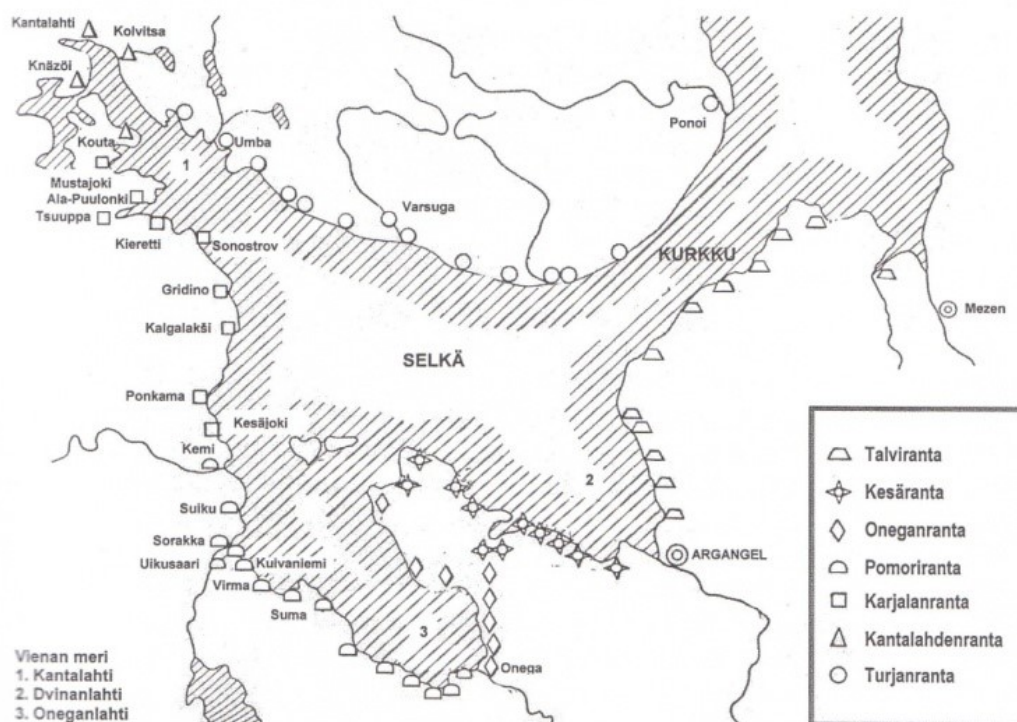 Kantalahti
Kolvitsa
Knäzöi
Kouta
1
Umba
Ponoi
Mustajoki
Ala-Puulonki
Tsuuppa
Varsuga
Kieretti
Sonostrov
KURKKU
Gridino
Mezen
Kalgalakši
SELKÄ
Ponkama
Kesäjoki
Kemi
2
Suiku
Sorakka
Uikusaari
Kuivaniemi
Virma
Suma
ARGANGEL
3
Onega
Vienan meri
1. Kantalahti
2. Dvinanlahti
3. Oneganlahti
Talviranta
Kesäranta
Oneganranta
Pomoriranta
Karjalanranta
Kantalahdenranta
Turjanranta